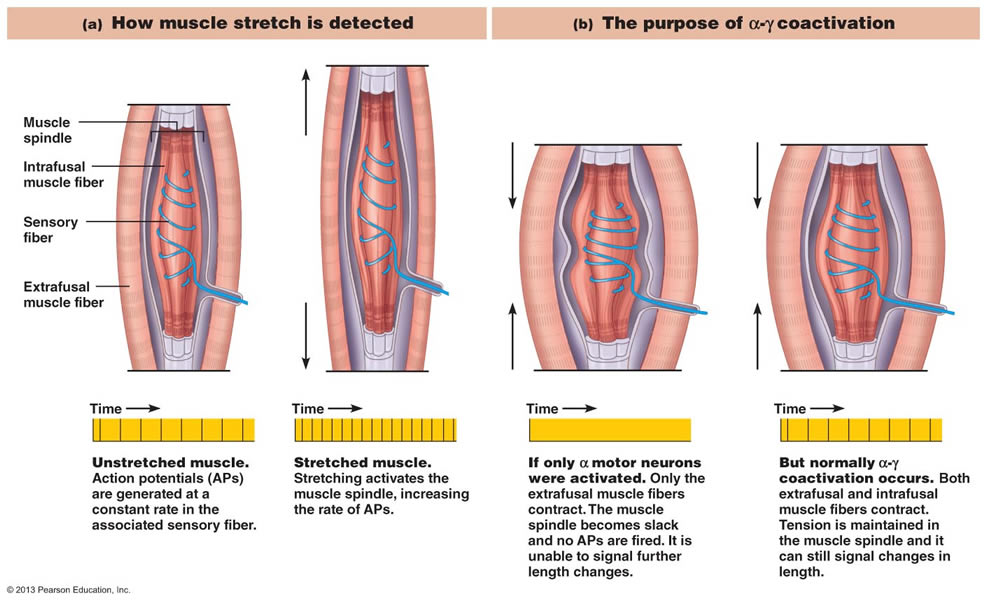 (a) How muscle stretch is detected
(b) The purpose of α-γ coactivation
Muscle
spindle
Intrafusal
muscle fiber
Sensory
fiber
Extrafusal
muscle fiber
Time
Unstretched muscle.
Action potentials (APs)
are generated at a
constant rate in the
associated sensory fiber.
Time
Stretched muscle.
Stretching activates the
muscle spindle, increasing
the rate of APs.
Time
If only α motor neurons
were activated. Only the
extrafusal muscle fibers
contract. The muscle
spindle becomes slack
and no APs are fired. It is
unable to signal further
length changes.
Time
But normally α-γ
coactivation occurs. Both
extrafusal and intrafusal
muscle fibers contract.
Tension is maintained in
the muscle spindle and it
can still signal changes in
length.
© 2013 Pearson Education, Inc.